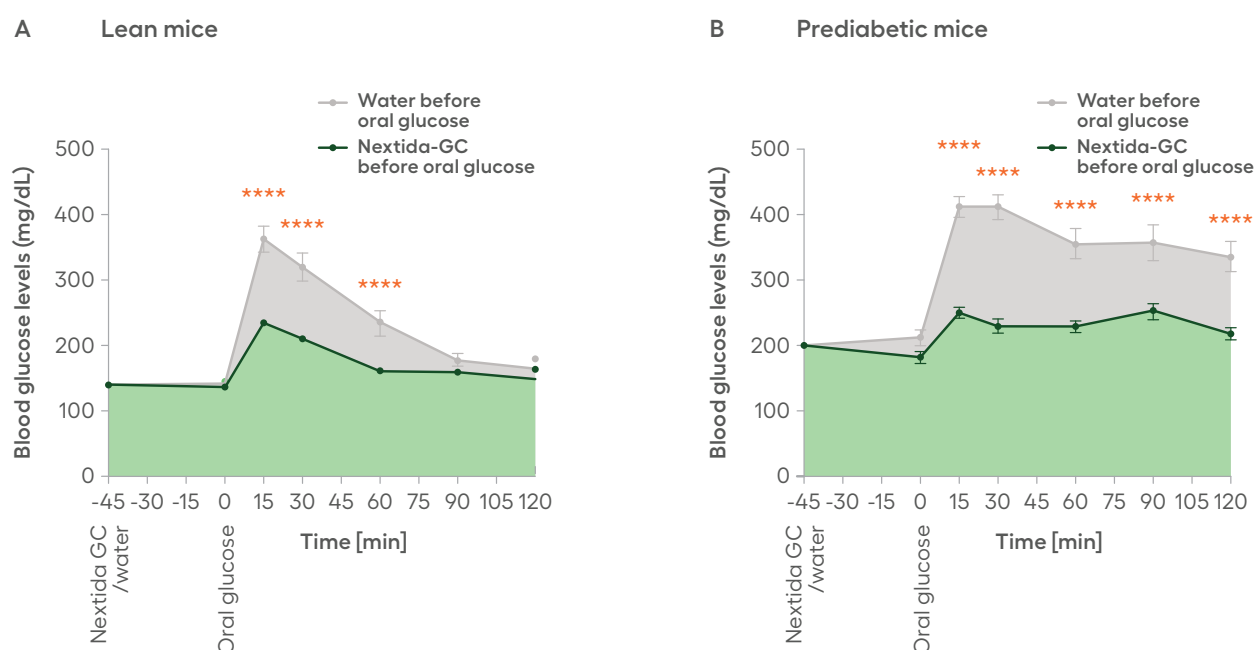 A Lean mice
Water before
oral glucose
Nextida-GC
before oral glucose
Blood glucose levels (mg/dL)
500
400
300
200
100
0
****
****
****
-45 -30 -15 0 15 30 45 60 75 90 105 120
Time [min]
Nextida GC
/water
Oral glucose
B Prediabetic mice
Water before
oral glucose
Nextida-GC
before oral glucose
Blood glucose levels (mg/dL)
500
400
300
200
100
0
****
****
****
****
****
-45 -30 -15 0 15 30 45 60 75 90 105 120
Time [min]
Nextida GC
/water
Oral glucose